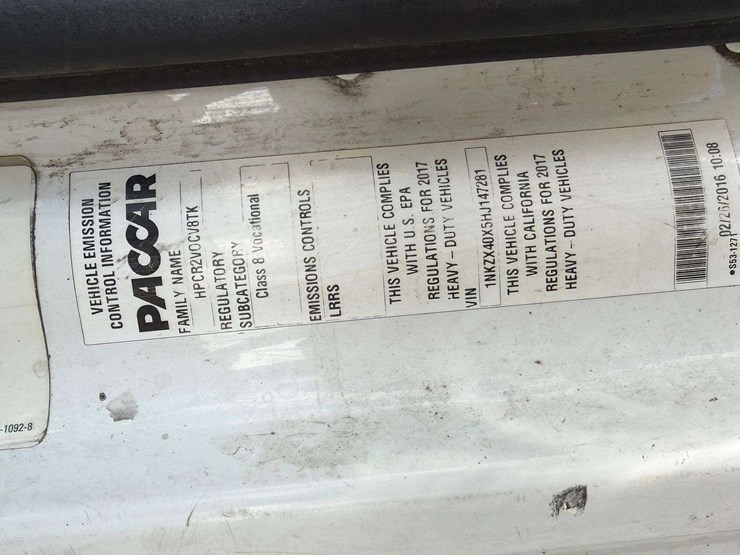 VEHICLE EMISSION
CONTROL INFORMATION
PACCAR
FAMILY NAME
HPCR2VOCV8TK
REGULATORY
SUBCATEGORY
Class 8 Vocational
EMISSIONS CONTROLS
LRRS
THIS VEHICLE COMPLIES
WITH U.S. EPA
REGULATIONS FOR 2017
HEAVY - DUTY VEHICLES
VIN
1NKZX40X5HJ147281
THIS VEHICLE COMPLIES
WITH CALIFORNIA
REGULATIONS FOR 2017
HEAVY - DUTY VEHICLES
02/26/2016 10:08
-1092-8